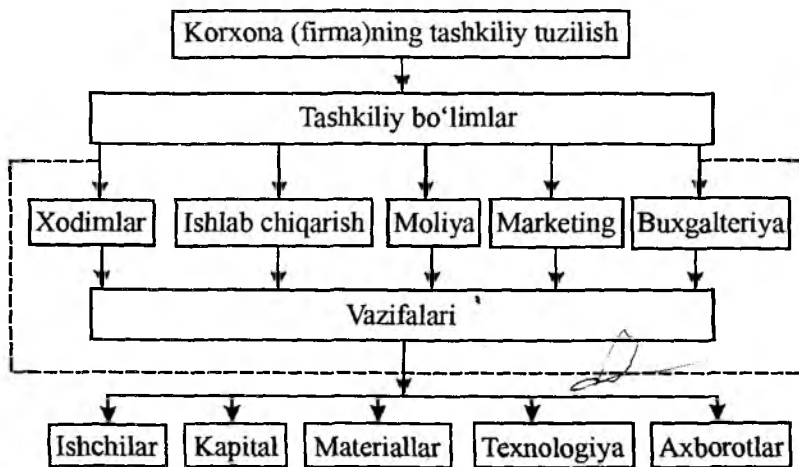 Korxona (firma)ning tashkiliy tuzilish
Tashkiliy bo‘limlar
Xodimlar
Ishlab chiqarish
Moliya
Marketing
Buxgalteriya
Vazifalari
Ishchilar
Kapital
Materiallar
Texnologiya
Axborotlar